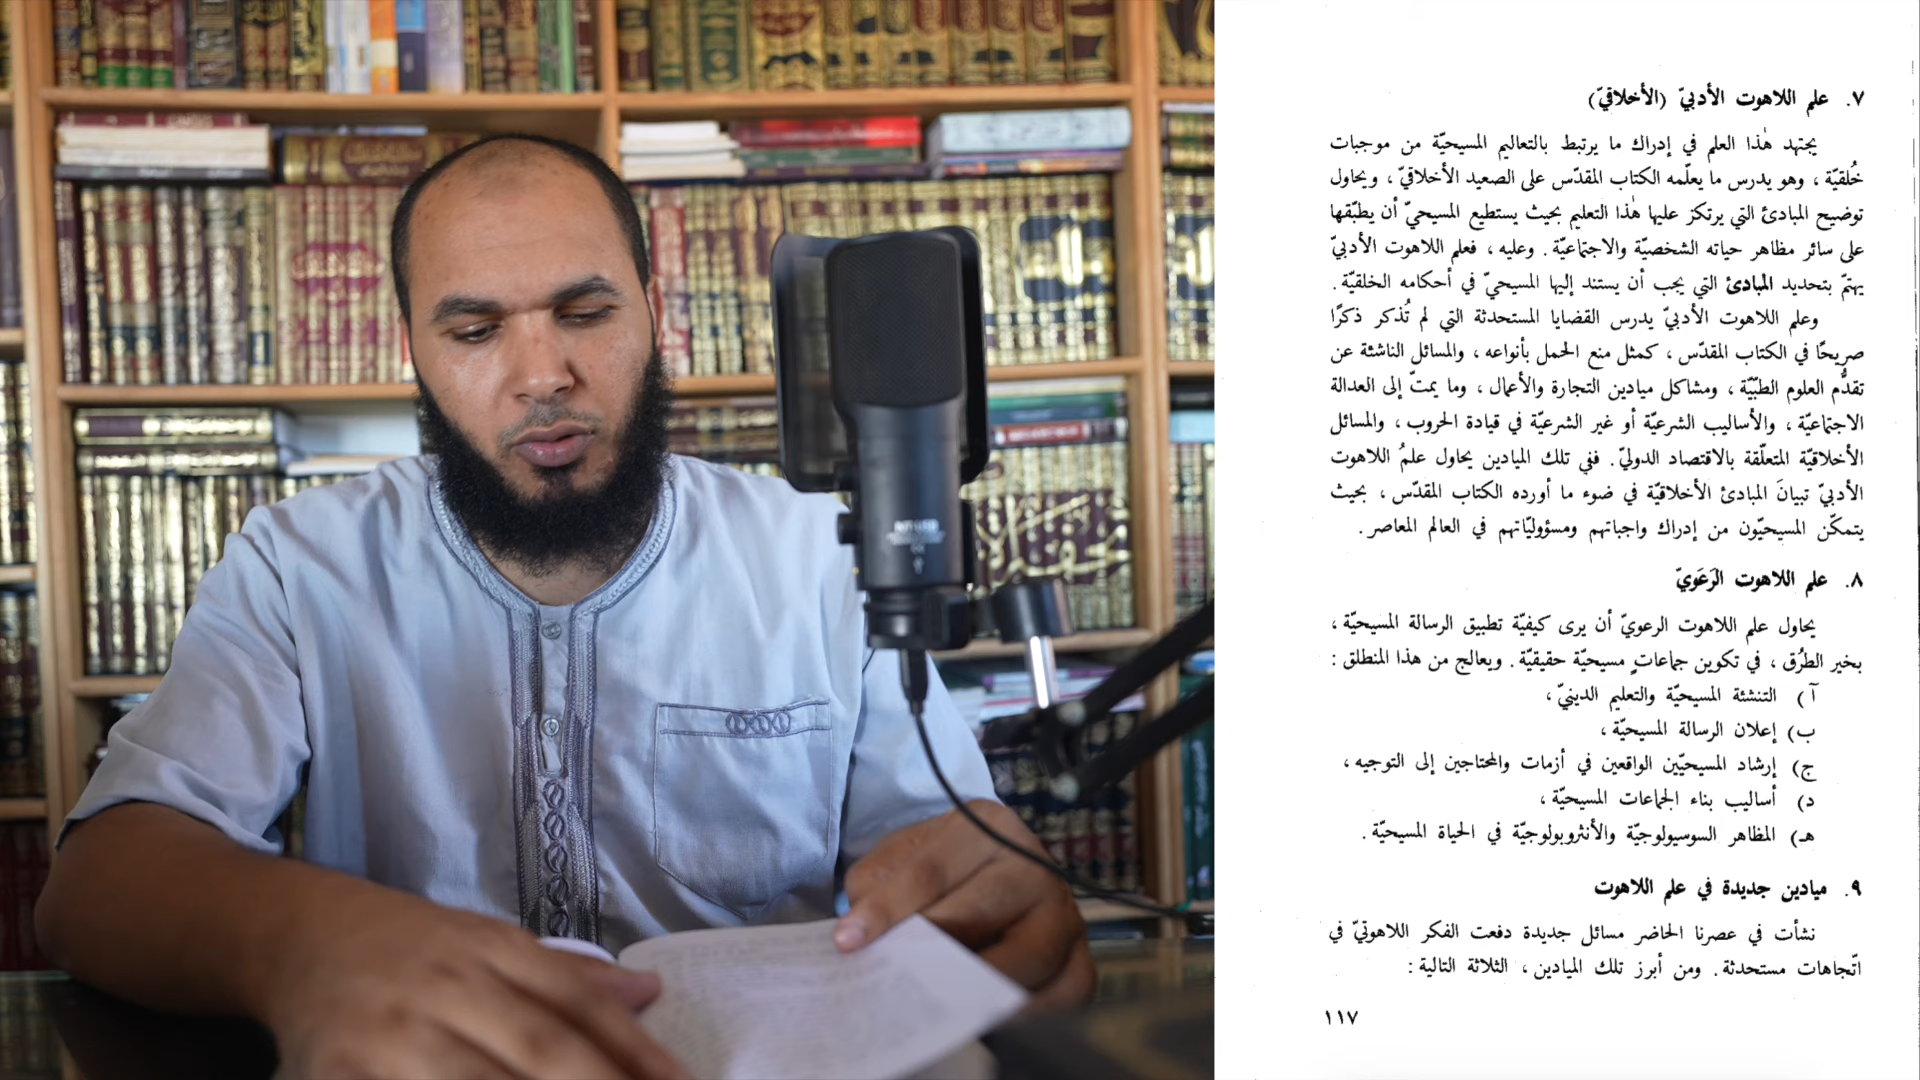 ٧. علم اللاهوت الأدبيّ (الأخلاقيّ)
يجتهد هٰذا العلم في إدراك ما يرتبط بالتعاليم المسيحيّة من موجبات
خُلقيّة ، وهو يدرس ما يعلّمه الكتاب المقدّس على الصعيد الأخلاقيّ ، ويحاول
توضيح المبادئ التي يرتكز عليها هٰذا التعليم بحيث يستطيع المسيحيّ أن يطبّقها
على سائر مظاهر حياته الشخصيّة والاجتماعيّة . وعليه ، فعلم اللاهوت الأدبيّ
يهتمّ بتحديد المبادئ التي يجب أن يستند إليها المسيحيّ في أحكامه الخلقيّة .
وعلم اللاهوت الأدبيّ يدرس القضايا المستحدثة التي لم تُذكر ذكرًا
صريحًا في الكتاب المقدّس ، كمثل منع الحمل بأنواعه ، والمسائل الناشئة عن
تقدُّم العلوم الطبّيّة ، ومشاكل ميادين التجارة والأعمال ، وما يمتّ إلى العدالة
الاجتماعيّة ، والأساليب الشرعيّة أو غير الشرعيّة في قيادة الحروب ، والمسائل
الأخلاقيّة المتعلّقة بالاقتصاد الدوليّ . ففي تلك الميادين يحاول علمُ اللاهوت
الأدبيّ تبيانَ المبادئ الأخلاقيّة في ضوء ما أورده الكتاب المقدّس ، بحيث
يتمكّن المسيحيّون من إدراك واجباتهم ومسؤوليّاتهم في العالم المعاصر .
٨. علم اللاهوت الرَعَويّ
يحاول علم اللاهوت الرعويّ أن يرى كيفيّة تطبيق الرسالة المسيحيّة ،
بخير الطرُق ، في تكوين جماعاتٍ مسيحيّة حقيقيّة . ويعالج من هذا المنطلق :
آ) التنشئة المسيحيّة والتعليم الدينيّ ،
ب) إعلان الرسالة المسيحيّة ،
ج) إرشاد المسيحيّين الواقعين في أزمات والمحتاجين إلى التوجيه ،
د) أساليب بناء الجماعات المسيحيّة ،
هـ) المظاهر السوسيولوجيّة والأنثروبولوجيّة في الحياة المسيحيّة .
٩. ميادين جديدة في علم اللاهوت
نشأت في عصرنا الحاضر مسائل جديدة دفعت الفكر اللاهوتيّ في
اتّجاهات مستحدثة . ومن أبرز تلك الميادين ، الثلاثة التالية :
١١٧